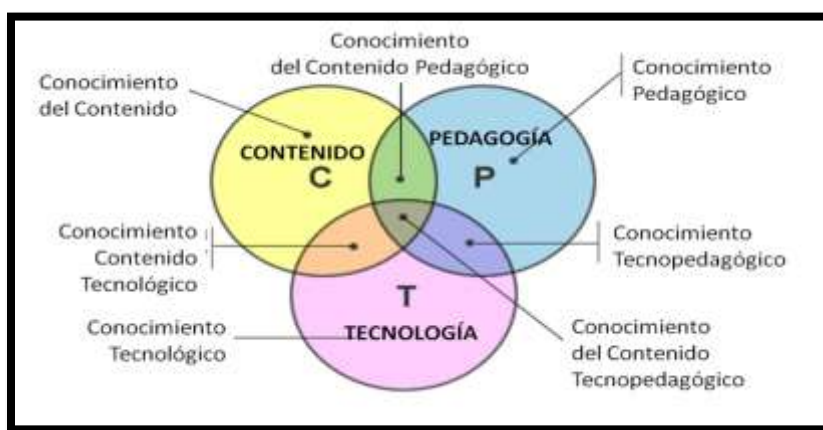 Conocimiento
del Contenido Pedagógico
Conocimiento
del Contenido
Conocimiento
Pedagógico
CONTENIDO
C
PEDAGOGÍA
P
Conocimiento
Contenido
Tecnológico
Conocimiento
Tecnopedagógico
T
TECNOLOGÍA
Conocimiento
Tecnológico
Conocimiento
del Contenido
Tecnopedagógico